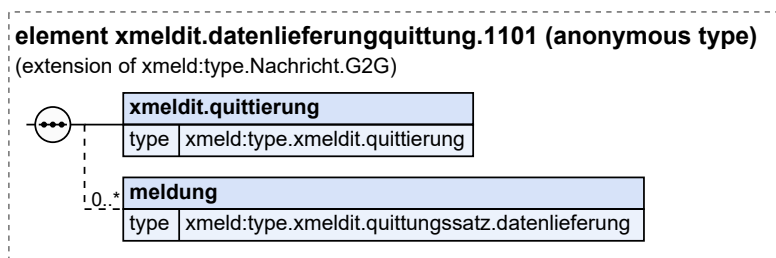 element xmeldit.datenlieferungquittung.1101 (anonymous type)
(extension of xmeld:type.Nachricht.G2G)
xmeldit.quittierung
type xmeld:type.xmeldit.quittierung
0..* meldung
type xmeld:type.xmeldit.quittungssatz.datenlieferung